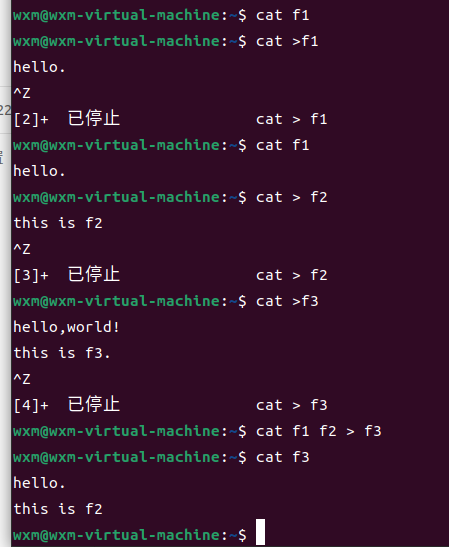 wxm@wxm-virtual-machine:~$ cat f1
wxm@wxm-virtual-machine:~$ cat >f1
hello.
^Z
[2]+  已停止               cat > f1
wxm@wxm-virtual-machine:~$ cat f1
hello.
wxm@wxm-virtual-machine:~$ cat > f2
this is f2
^Z
[3]+  已停止               cat > f2
wxm@wxm-virtual-machine:~$ cat >f3
hello,world!
this is f3.
^Z
[4]+  已停止               cat > f3
wxm@wxm-virtual-machine:~$ cat f1 f2 > f3
wxm@wxm-virtual-machine:~$ cat f3
hello.
this is f2
wxm@wxm-virtual-machine:~$